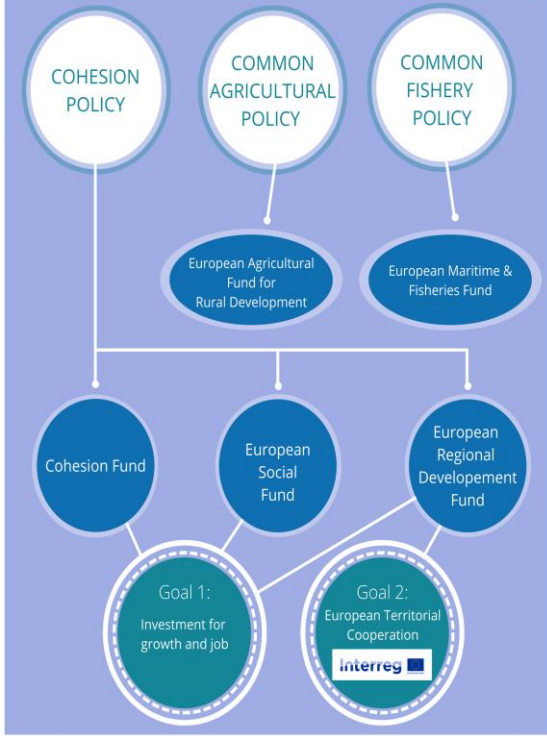 COHESION
POLICY
COMMON
AGRICULTURAL
POLICY
COMMON
FISHERY
POLICY
European Agricultural
Fund for
Rural Development
European Maritime &
Fisheries Fund
Cohesion Fund
European
Social
Fund
European
Regional
Developement
Fund
Goal 1:
Investment for
growth and job
Goal 2:
European Territorial
Cooperation
Interreg